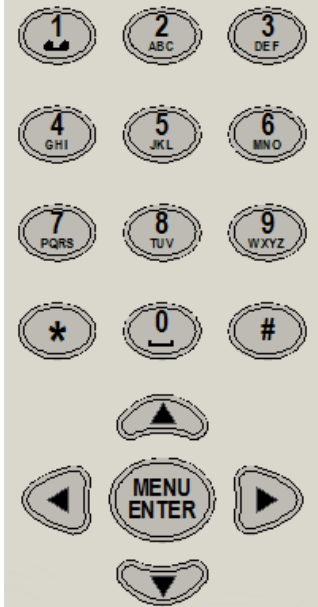 1 2 3
ABC DEF
4 5 6
GHI JKL MNO
7 8 9
PQRS TUV WXYZ
* 0 #
MENU
ENTER